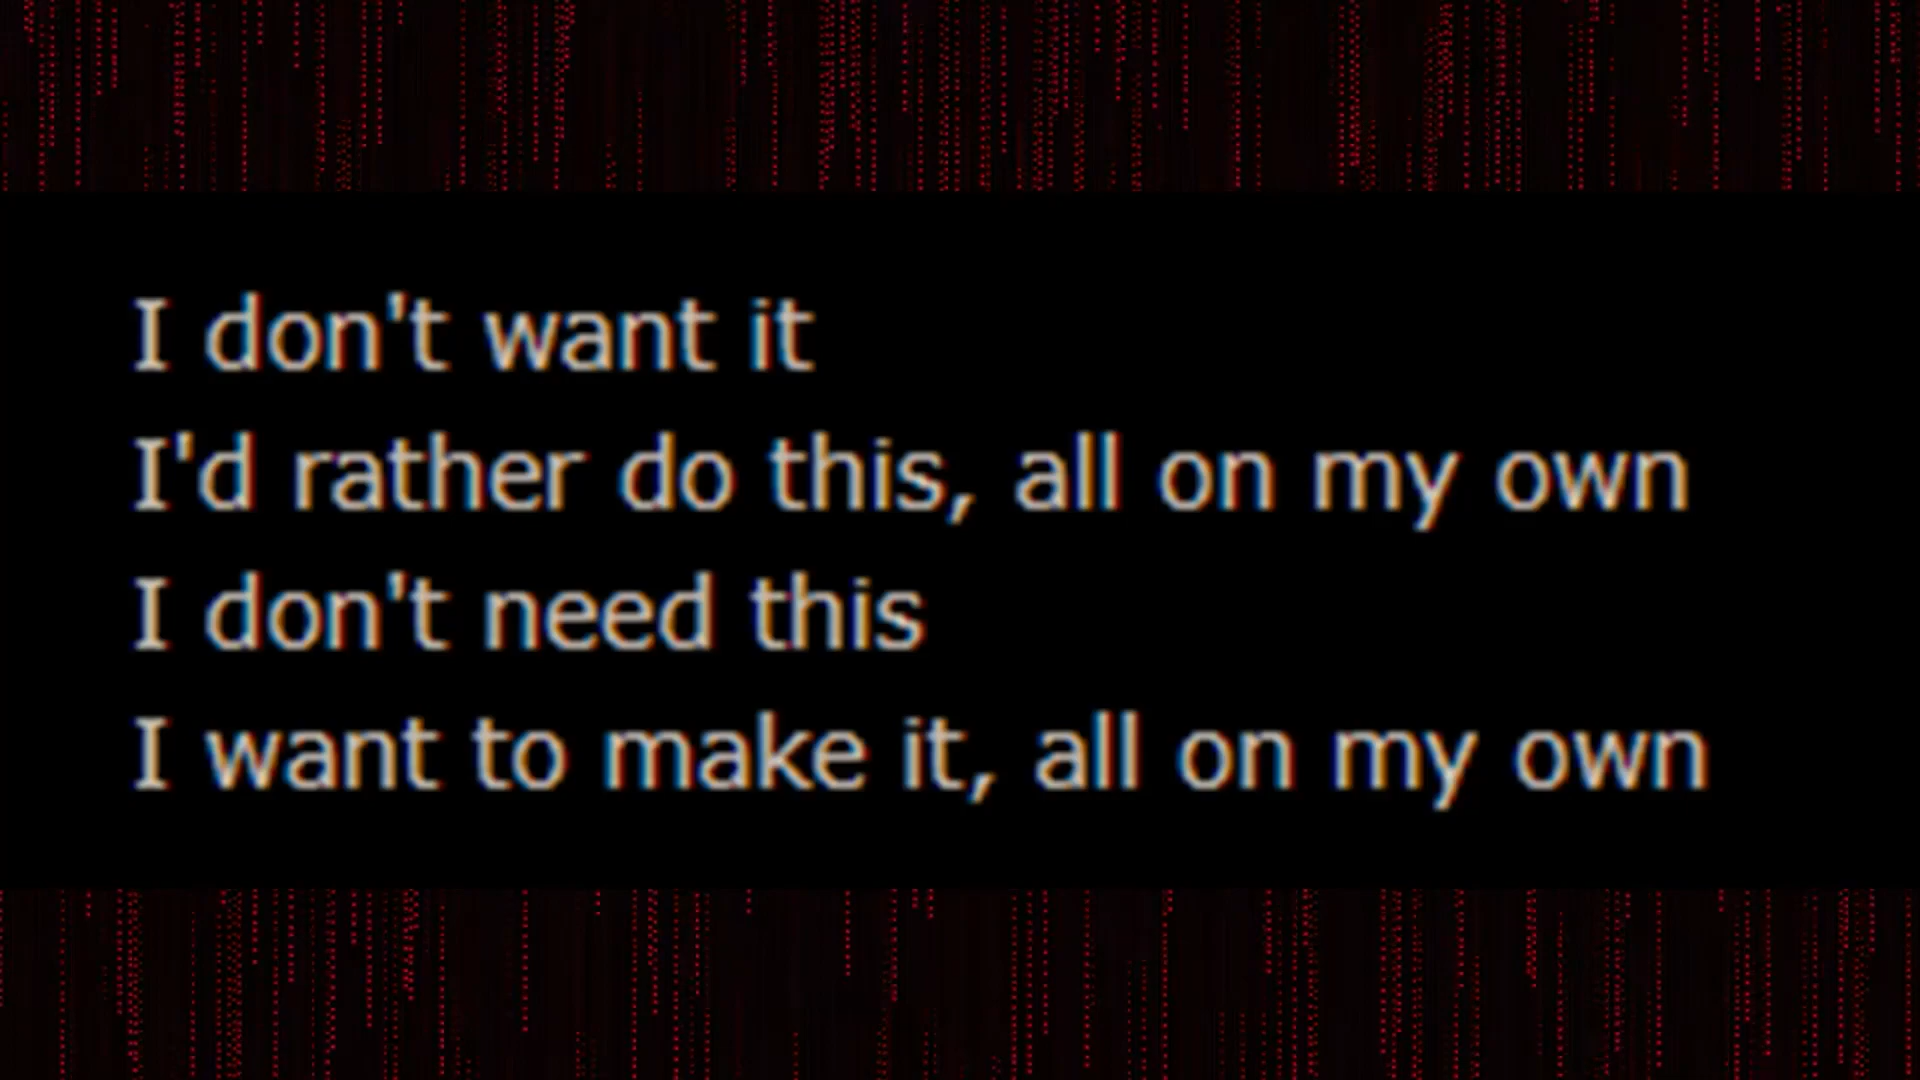 I don't want it
I'd rather do this, all on my own
I don't need this
I want to make it, all on my own